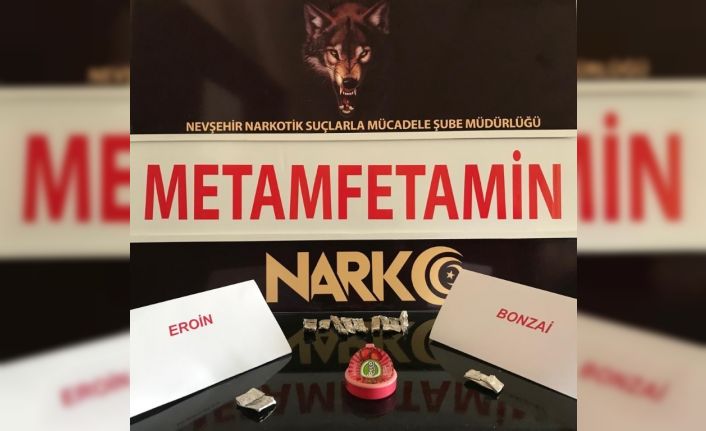 NEVŞEHİR NARKOTİK SUÇLARLA MÜCADELE ŞUBE MÜDÜRLÜĞÜ
METAMFETAMİN
NARKO
EROİN
BONZAİ